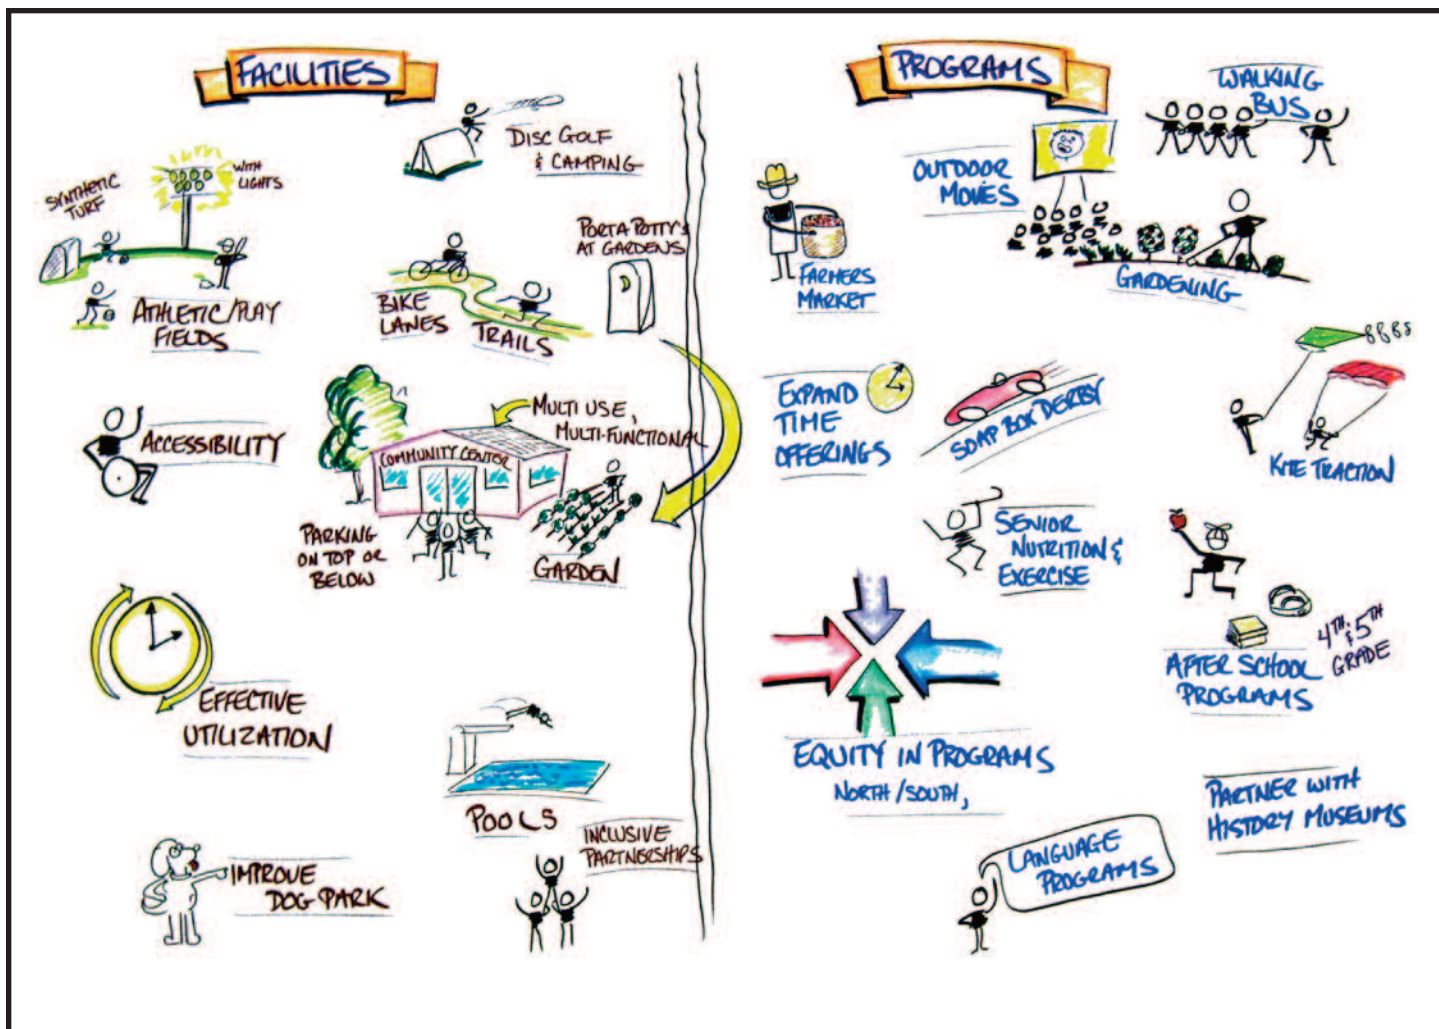 FACILITIES
DISC GOLF
& CAMPING
SYNTHETIC
TURF
WITH
LIGHTS
ATHLETIC/PLAY
FIELDS
BIKE
LANES
TRAILS
PORTA POTTY'S
AT GARDENS
ACCESSIBILITY
MULTI USE,
MULTI-FUNCTIONAL
COMMUNITY CENTER
PARKING
ON TOP OR
BELOW
GARDEN
EFFECTIVE
UTILIZATION
POOLS
INCLUSIVE
PARTNERSHIPS
IMPROVE
DOG PARK
PROGRAMS
WALKING
BUS
OUTDOOR
MOVIES
FARMERS
MARKET
GARDENING
EXPAND
TIME
OFFERINGS
SOAP BOX DERBY
KITE TRACTION
SENIOR
NUTRITION &
EXERCISE
4TH & 5TH
GRADE
AFTER SCHOOL
PROGRAMS
EQUITY IN PROGRAMS
NORTH/SOUTH,
PARTNER WITH
HISTORY MUSEUMS
LANGUAGE
PROGRAMS